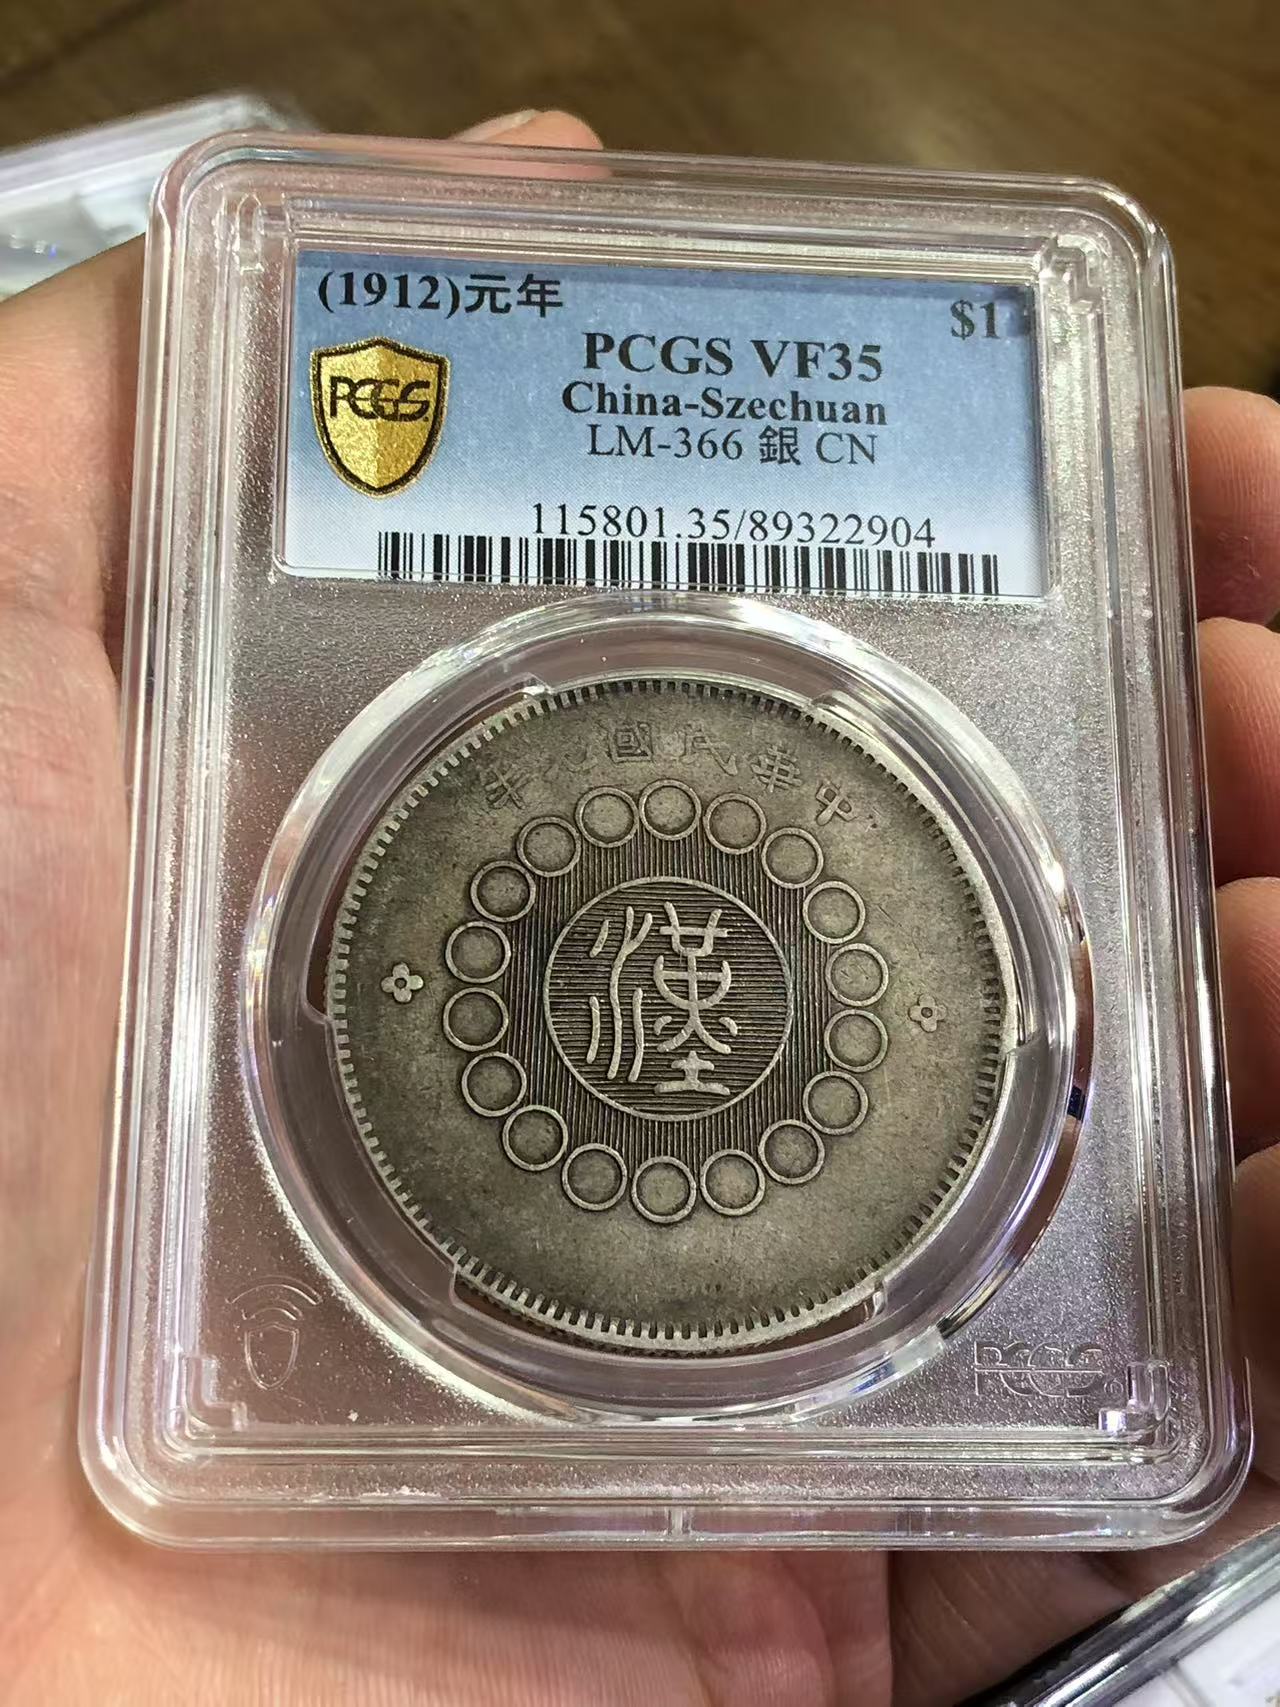 (1912)元年
$1
PCGS VF35
China-Szechuan
LM-366 銀 CN
115801.35/89322904
PCGS
年元國民華中
漢
PCGS